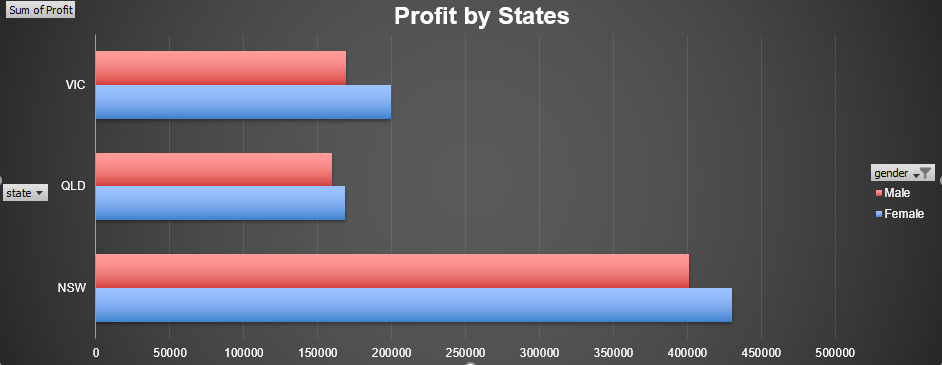 Sum of Profit
Profit by States
VIC
QLD
NSW
state
gender
Male
Female
0 50000 100000 150000 200000 250000 300000 350000 400000 450000 500000